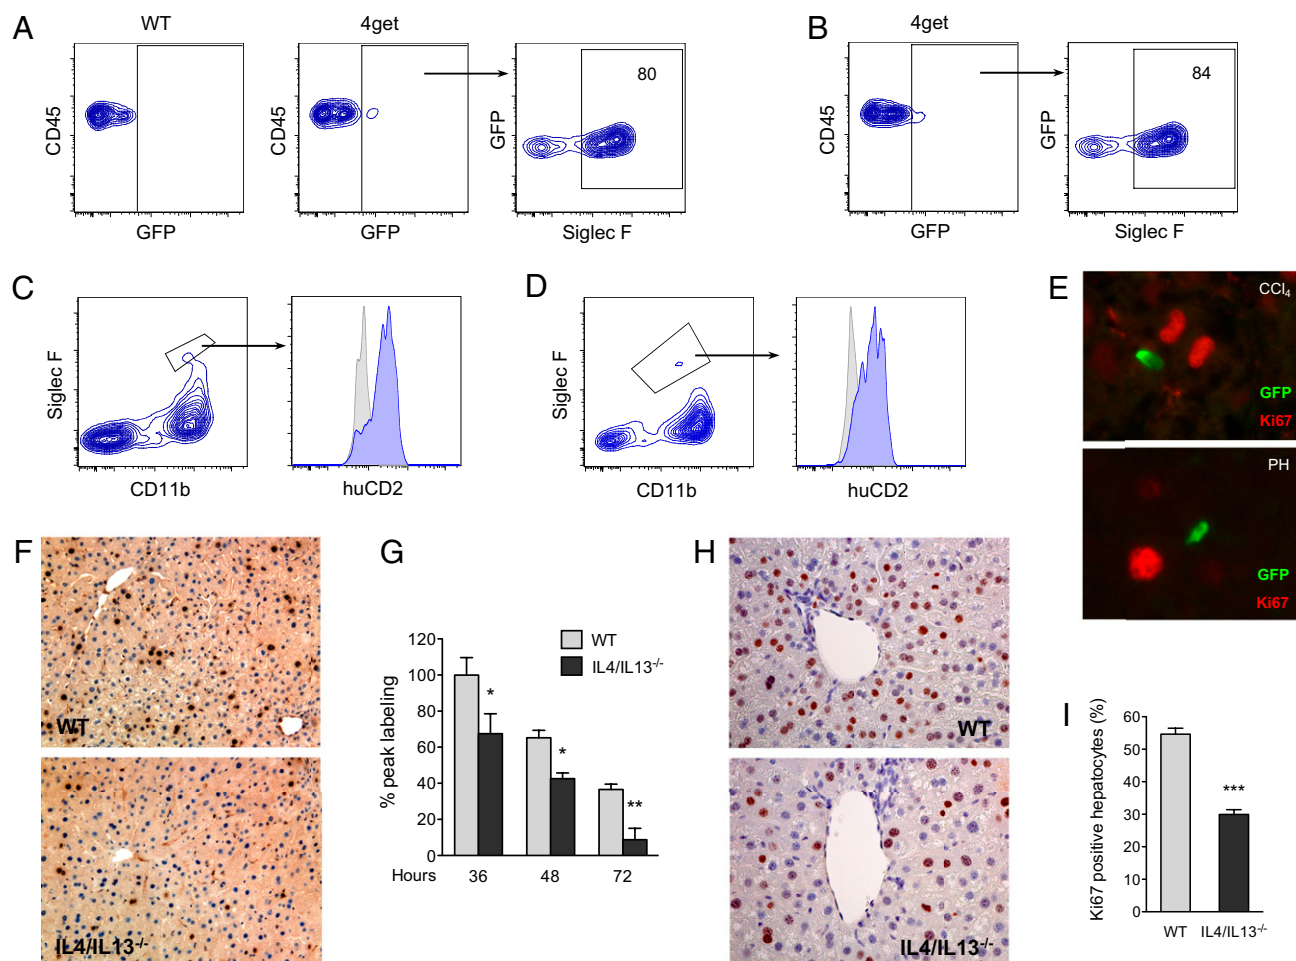 A
WT
4get
80
CD45
GFP
CD45
GFP
GFP
Siglec F
B
4get
84
CD45
GFP
GFP
Siglec F
C
Siglec F
CD11b
huCD2
D
Siglec F
CD11b
huCD2
E
CCl4
GFP
Ki67
PH
GFP
Ki67
F
WT
IL4/IL13-/-
G
% peak labeling
120
100
80
60
40
20
0
WT
IL4/IL13-/-
*
*
**
Hours 36 48 72
H
WT
IL4/IL13-/-
I
Ki67 positive hepatocytes (%)
60
50
40
30
20
10
0
***
WT IL4/IL13-/-